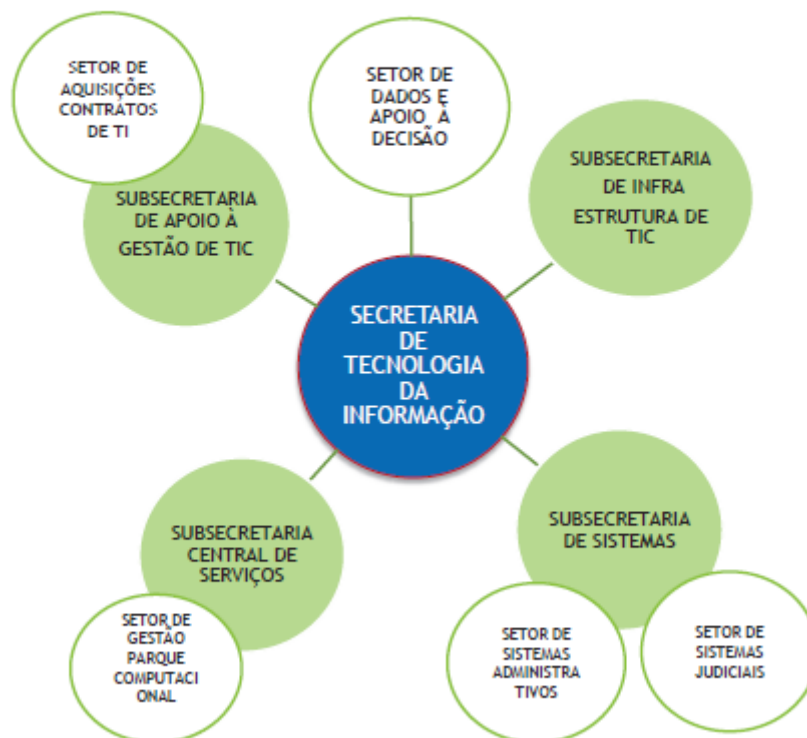 SETOR DE
AQUISIÇÕES
CONTRATOS
DE TI
SETOR DE
DADOS E
APOIO À
DECISÃO
SUBSECRETARIA
DE INFRA
ESTRUTURA DE
TIC
SUBSECRETARIA
DE APOIO À
GESTÃO DE TIC
SECRETARIA
DE
TECNOLOGIA
DA
INFORMAÇÃO
SUBSECRETARIA
CENTRAL DE
SERVIÇOS
SUBSECRETARIA
DE SISTEMAS
SETOR DE
GESTÃO
PARQUE
COMPUTACI
ONAL
SETOR DE
SISTEMAS
ADMINISTRA
TIVOS
SETOR DE
SISTEMAS
JUDICIAIS